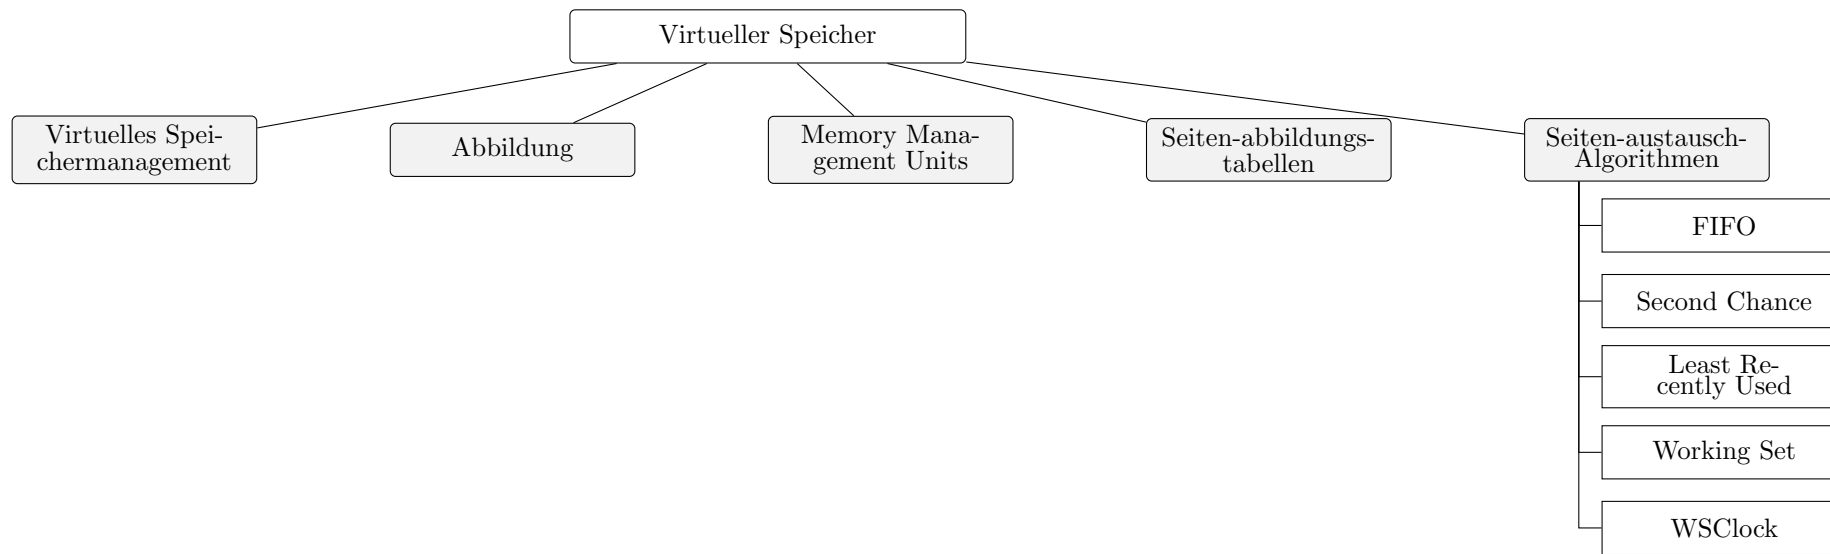 Virtueller Speicher
Virtuelles Spei-
chermanagement
Abbildung
Memory Mana-
gement Units
Seiten-abbildungs-
tabellen
Seiten-austausch-
Algorithmen
FIFO
Second Chance
Least Re-
cently Used
Working Set
WSClock